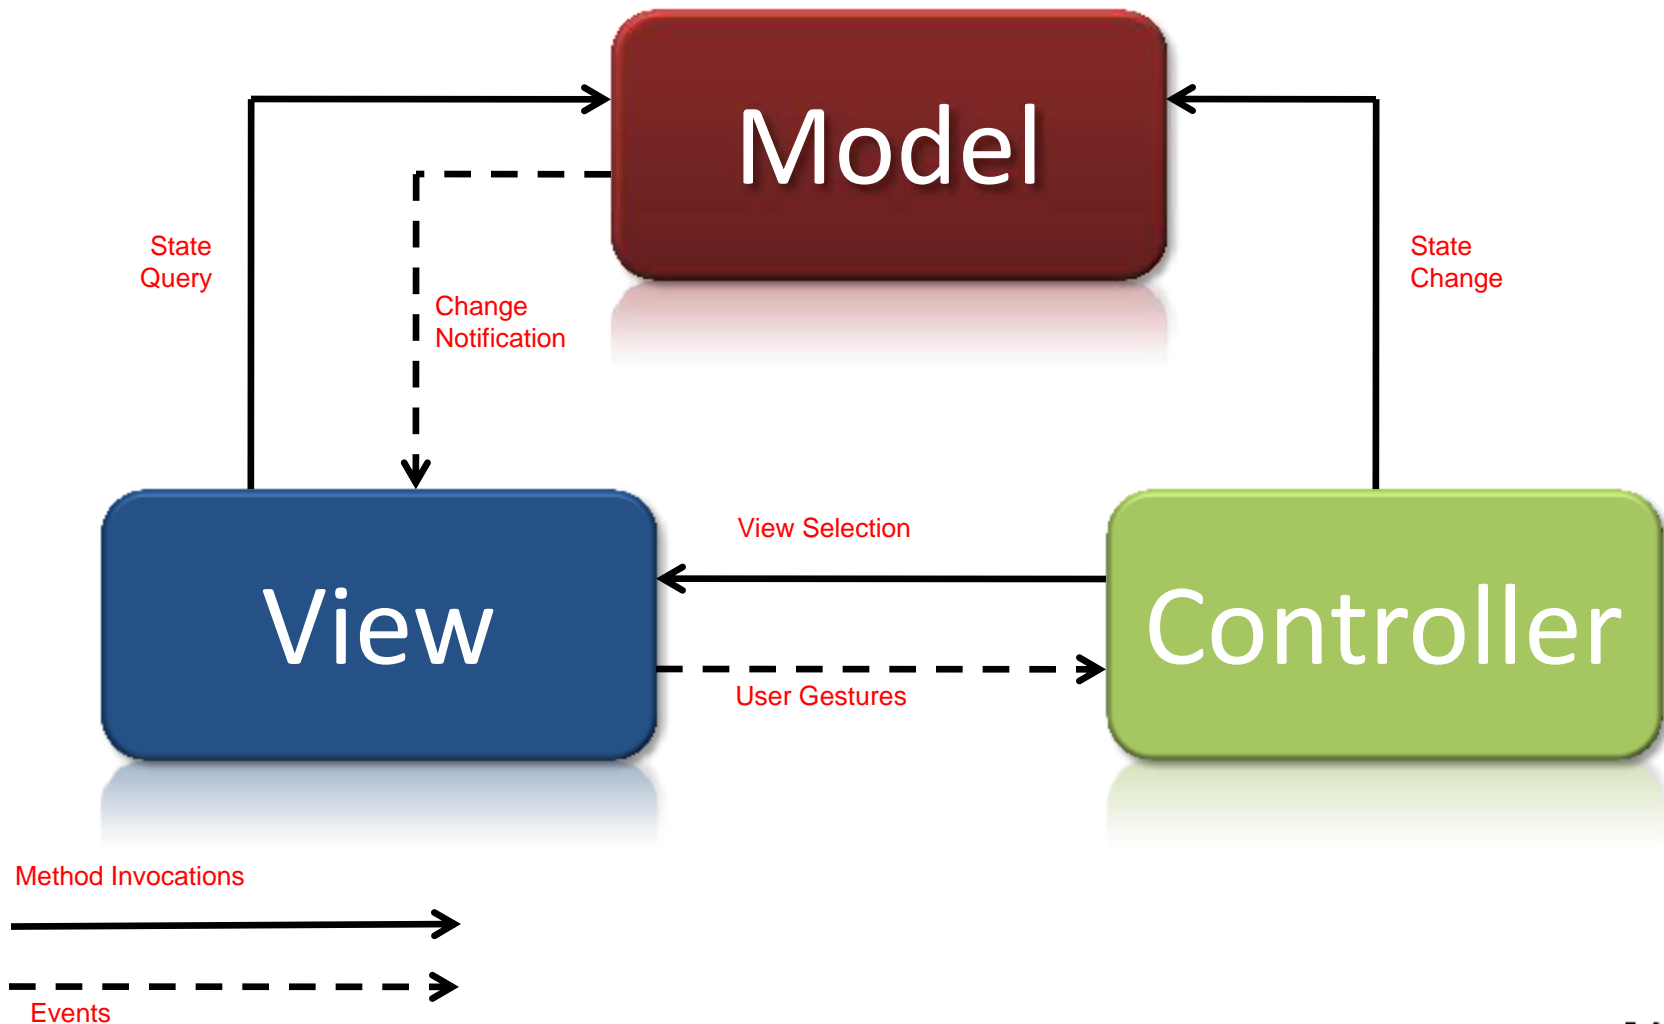 Model
State
Query
State
Change
Change
Notification
View Selection
View
Controller
User Gestures
Method Invocations
Events